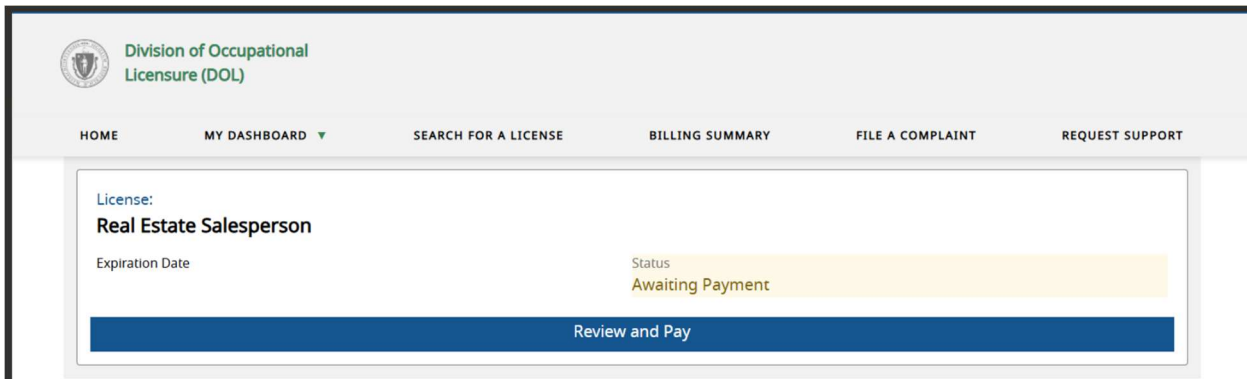 Division of Occupational
Licensure (DOL)
HOME MY DASHBOARD ▼ SEARCH FOR A LICENSE BILLING SUMMARY FILE A COMPLAINT REQUEST SUPPORT
License:
Real Estate Salesperson
Expiration Date
Status
Awaiting Payment
Review and Pay